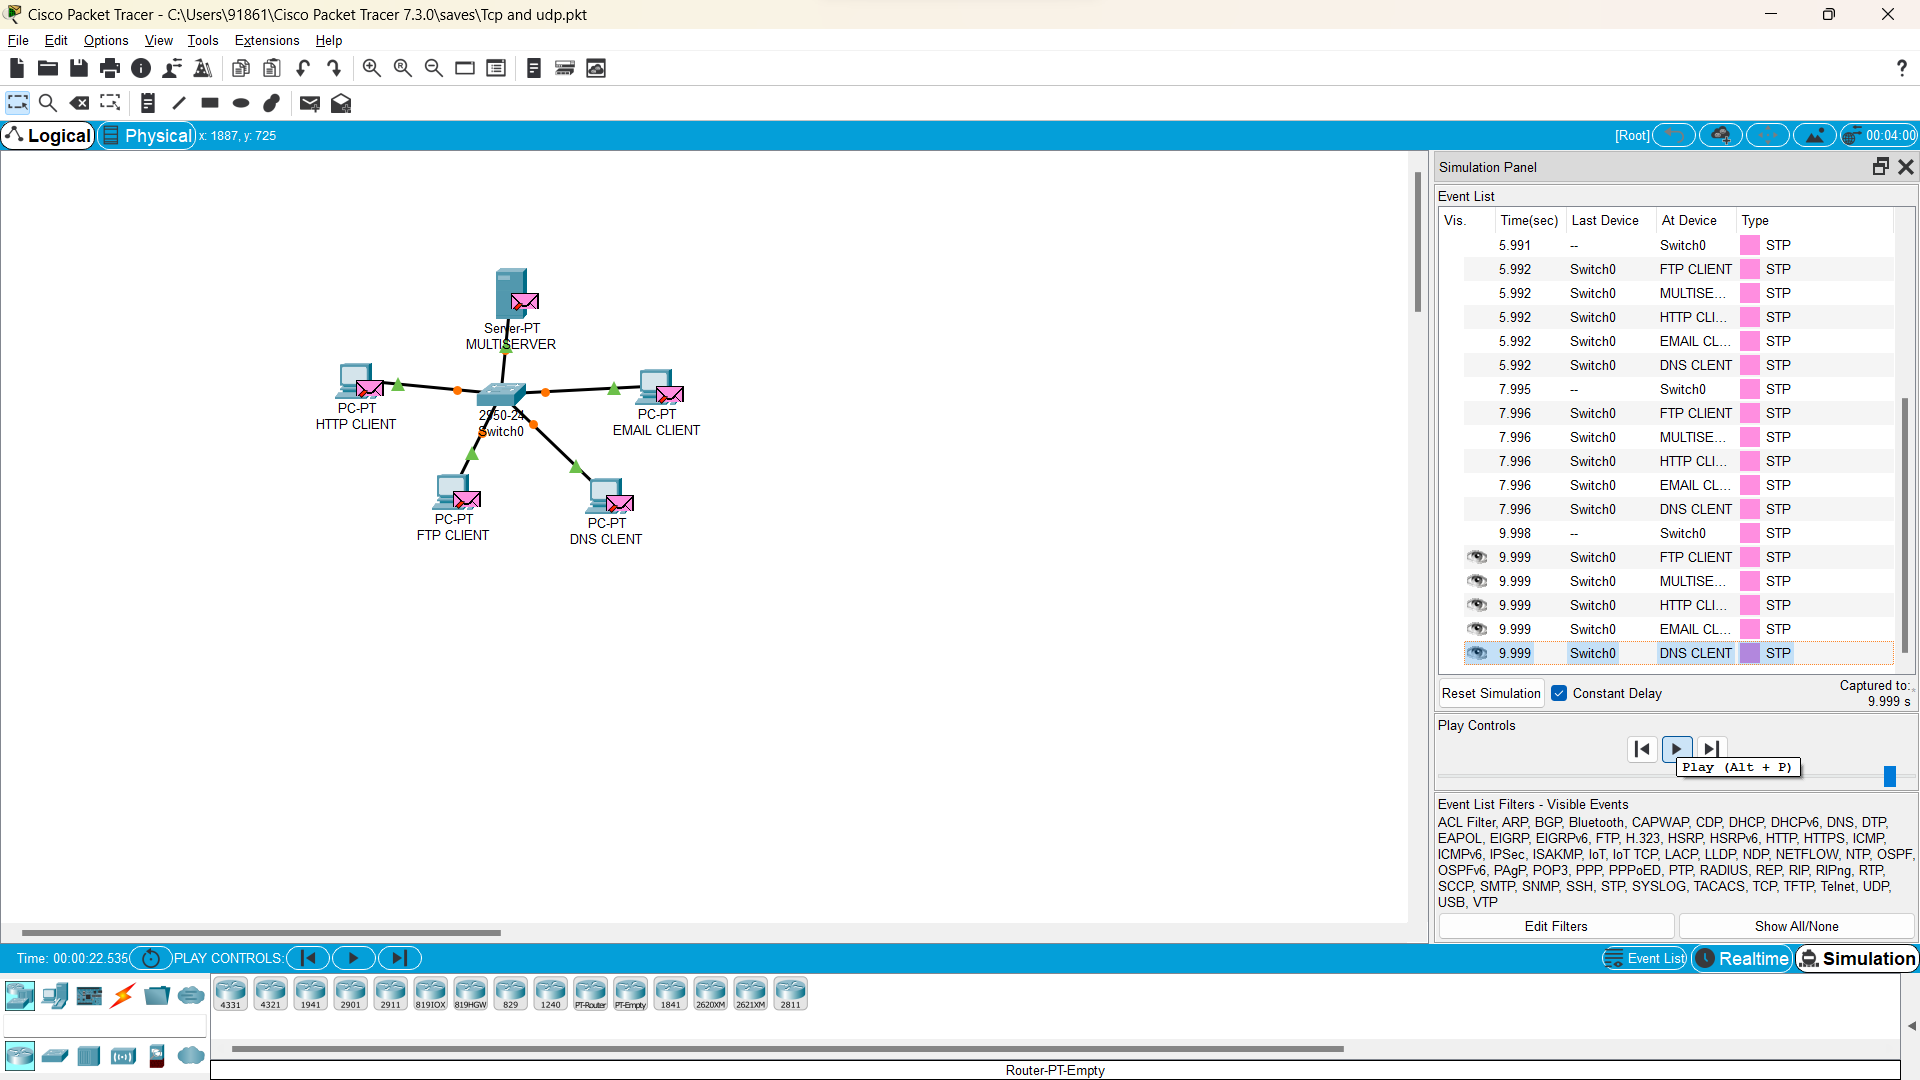 Cisco Packet Tracer - C:\Users\91861\Cisco Packet Tracer 7.3.0\saves\Tcp and udp.pkt
File Edit Options View Tools Extensions Help
?
Logical Physical x: 1887, y: 725 [Root] 00:04:00
Server-PT
MULTISERVER
PC-PT
HTTP CLIENT
2950-24
Switch0
PC-PT
EMAIL CLIENT
PC-PT
FTP CLIENT
PC-PT
DNS CLENT
Simulation Panel
Event List
Vis. Time(sec) Last Device At Device Type
5.991 -- Switch0 STP
5.992 Switch0 FTP CLIENT STP
5.992 Switch0 MULTISE... STP
5.992 Switch0 HTTP CLI... STP
5.992 Switch0 EMAIL CL... STP
5.992 Switch0 DNS CLENT STP
7.995 -- Switch0 STP
7.996 Switch0 FTP CLIENT STP
7.996 Switch0 MULTISE... STP
7.996 Switch0 HTTP CLI... STP
7.996 Switch0 EMAIL CL... STP
7.996 Switch0 DNS CLENT STP
9.998 -- Switch0 STP
9.999 Switch0 FTP CLIENT STP
9.999 Switch0 MULTISE... STP
9.999 Switch0 HTTP CLI... STP
9.999 Switch0 EMAIL CL... STP
9.999 Switch0 DNS CLENT STP
Reset Simulation Constant Delay Captured to:
9.999 s
Play Controls
Play (Alt + P)
Event List Filters - Visible Events
ACL Filter, ARP, BGP, Bluetooth, CAPWAP, CDP, DHCP, DHCPv6, DNS, DTP,
EAPOL, EIGRP, EIGRPv6, FTP, H.323, HSRP, HSRPv6, HTTP, HTTPS, ICMP,
ICMPv6, IPSec, ISAKMP, IoT, IoT TCP, LACP, LLDP, NDP, NETFLOW, NTP, OSPF,
OSPFv6, PAgP, POP3, PPP, PPPoED, PTP, RADIUS, REP, RIP, RIPng, RTP,
SCCP, SMTP, SNMP, SSH, STP, SYSLOG, TACACS, TCP, TFTP, Telnet, UDP,
USB, VTP
Edit Filters Show All/None
Time: 00:00:22.535 PLAY CONTROLS: Event List Realtime Simulation
4331 4321 1941 2901 2911 819IOX 819HGW 829 1240 PT-Router PT-Empty 1841 2620XM 2621XM 2811
Router-PT-Empty